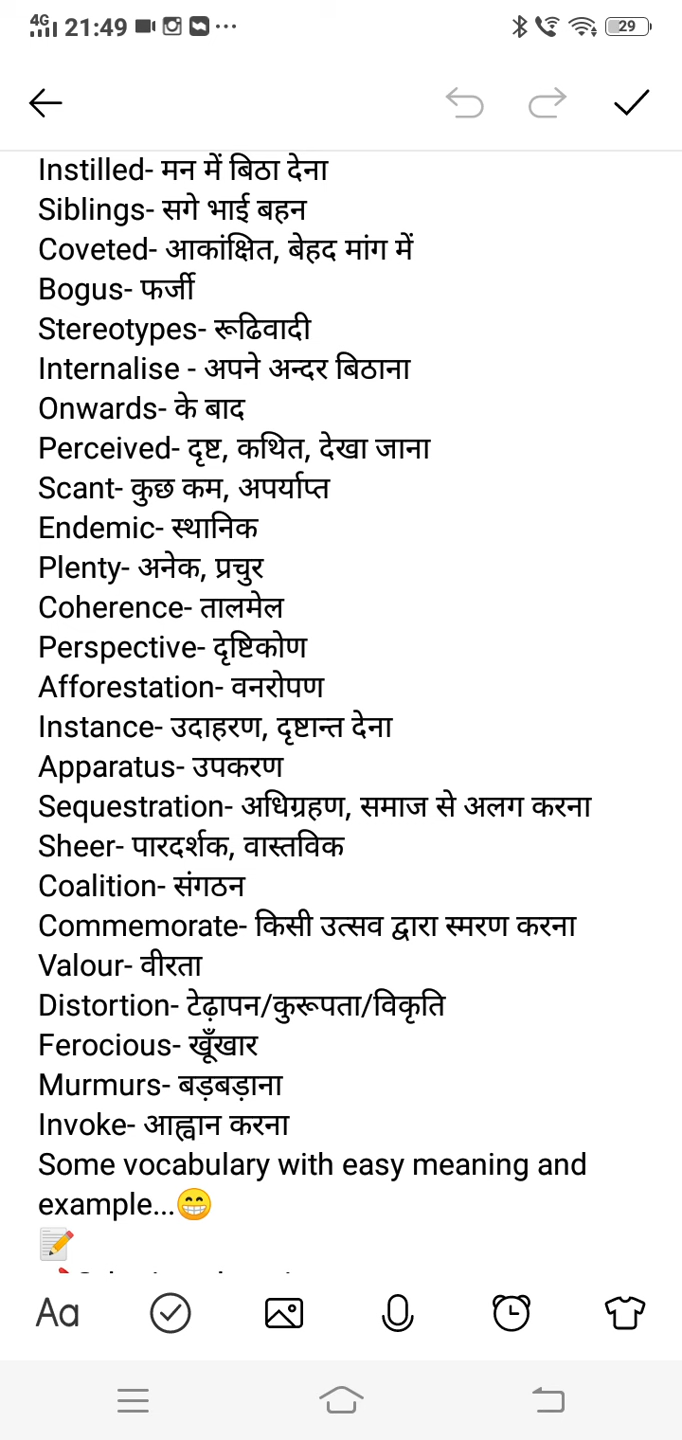 4G 21:49 29
Instilled- मन में बिठा देना
Siblings- सगे भाई बहन
Coveted- आकांक्षित, बेहद मांग में
Bogus- फर्जी
Stereotypes- रूढिवादी
Internalise - अपने अन्दर बिठाना
Onwards- के बाद
Perceived- दृष्ट, कथित, देखा जाना
Scant- कुछ कम, अपर्याप्त
Endemic- स्थानिक
Plenty- अनेक, प्रचुर
Coherence- तालमेल
Perspective- दृष्टिकोण
Afforestation- वनरोपण
Instance- उदाहरण, दृष्टान्त देना
Apparatus- उपकरण
Sequestration- अधिग्रहण, समाज से अलग करना
Sheer- पारदर्शक, वास्तविक
Coalition- संगठन
Commemorate- किसी उत्सव द्वारा स्मरण करना
Valour- वीरता
Distortion- टेढ़ापन/कुरूपता/विकृति
Ferocious- खूँखार
Murmurs- बड़बड़ाना
Invoke- आह्वान करना
Some vocabulary with easy meaning and
example...😁
📝
Aa